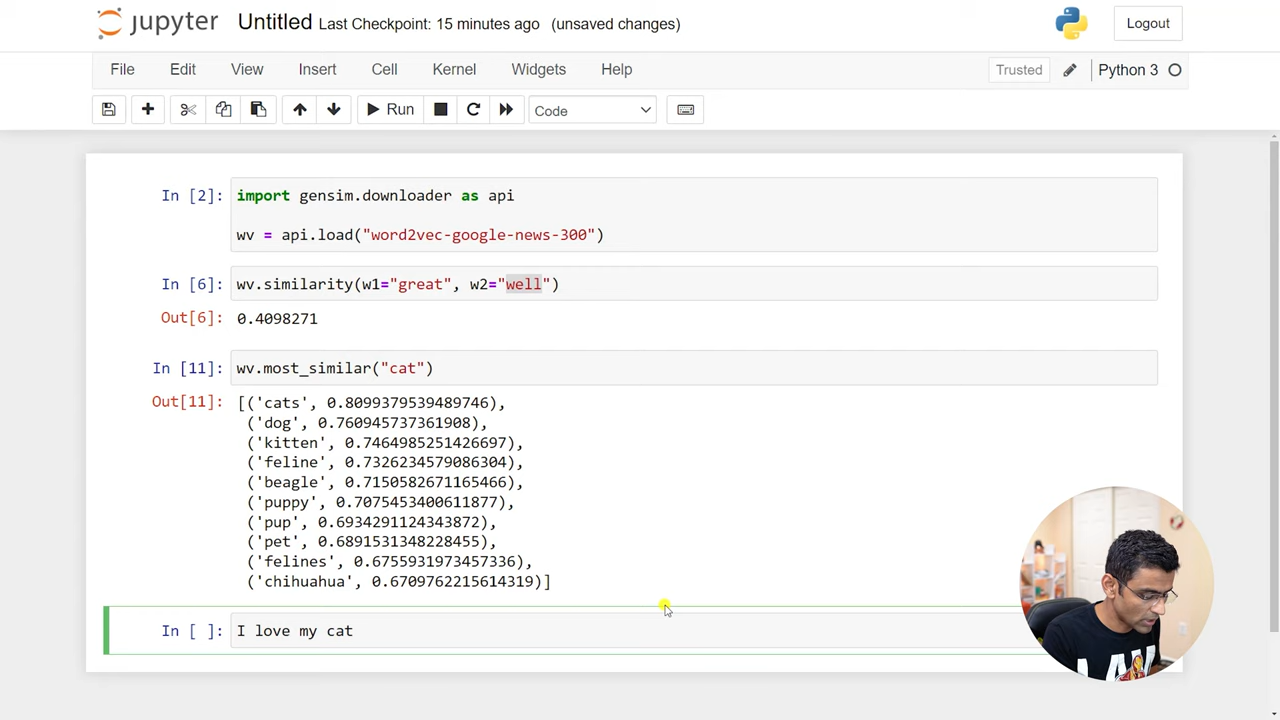 jupyter Untitled Last Checkpoint: 15 minutes ago (unsaved changes) Logout
File Edit View Insert Cell Kernel Widgets Help Trusted Python 3
Run Code
In [2]: import gensim.downloader as api
wv = api.load("word2vec-google-news-300")
In [6]: wv.similarity(w1="great", w2="well")
Out[6]: 0.4098271
In [11]: wv.most_similar("cat")
Out[11]: [('cats', 0.8099379539489746),
('dog', 0.760945737361908),
('kitten', 0.7464985251426697),
('feline', 0.7326234579086304),
('beagle', 0.7150582671165466),
('puppy', 0.7075453400611877),
('pup', 0.6934291124343872),
('pet', 0.6891531348228455),
('felines', 0.6755931973457336),
('chihuahua', 0.6709762215614319)]
In [ ]: I love my cat